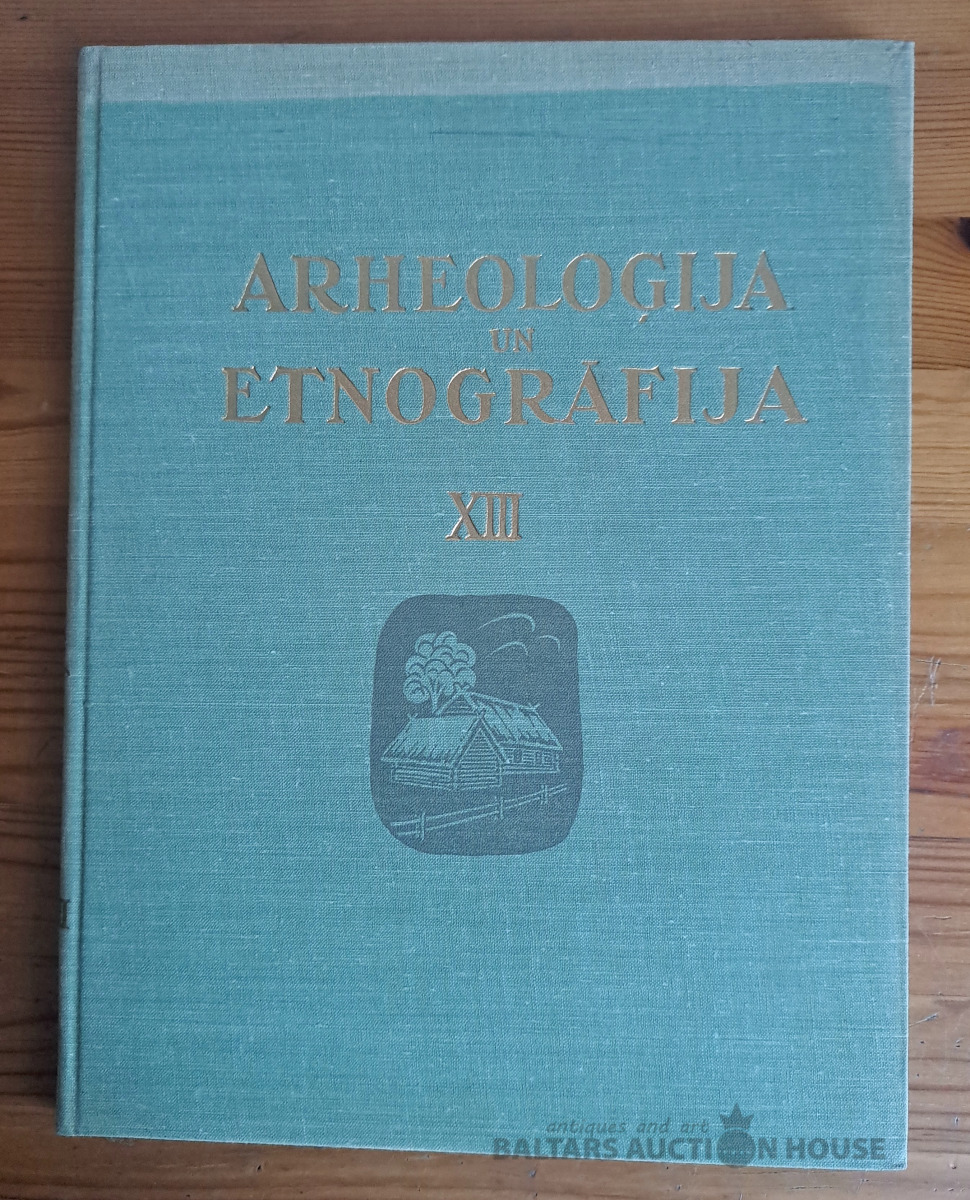 ARHEOLOĢIJA
UN
ETNOGRĀFIJA
XIII
antiques and art
BALTARS AUCTION HOUSE